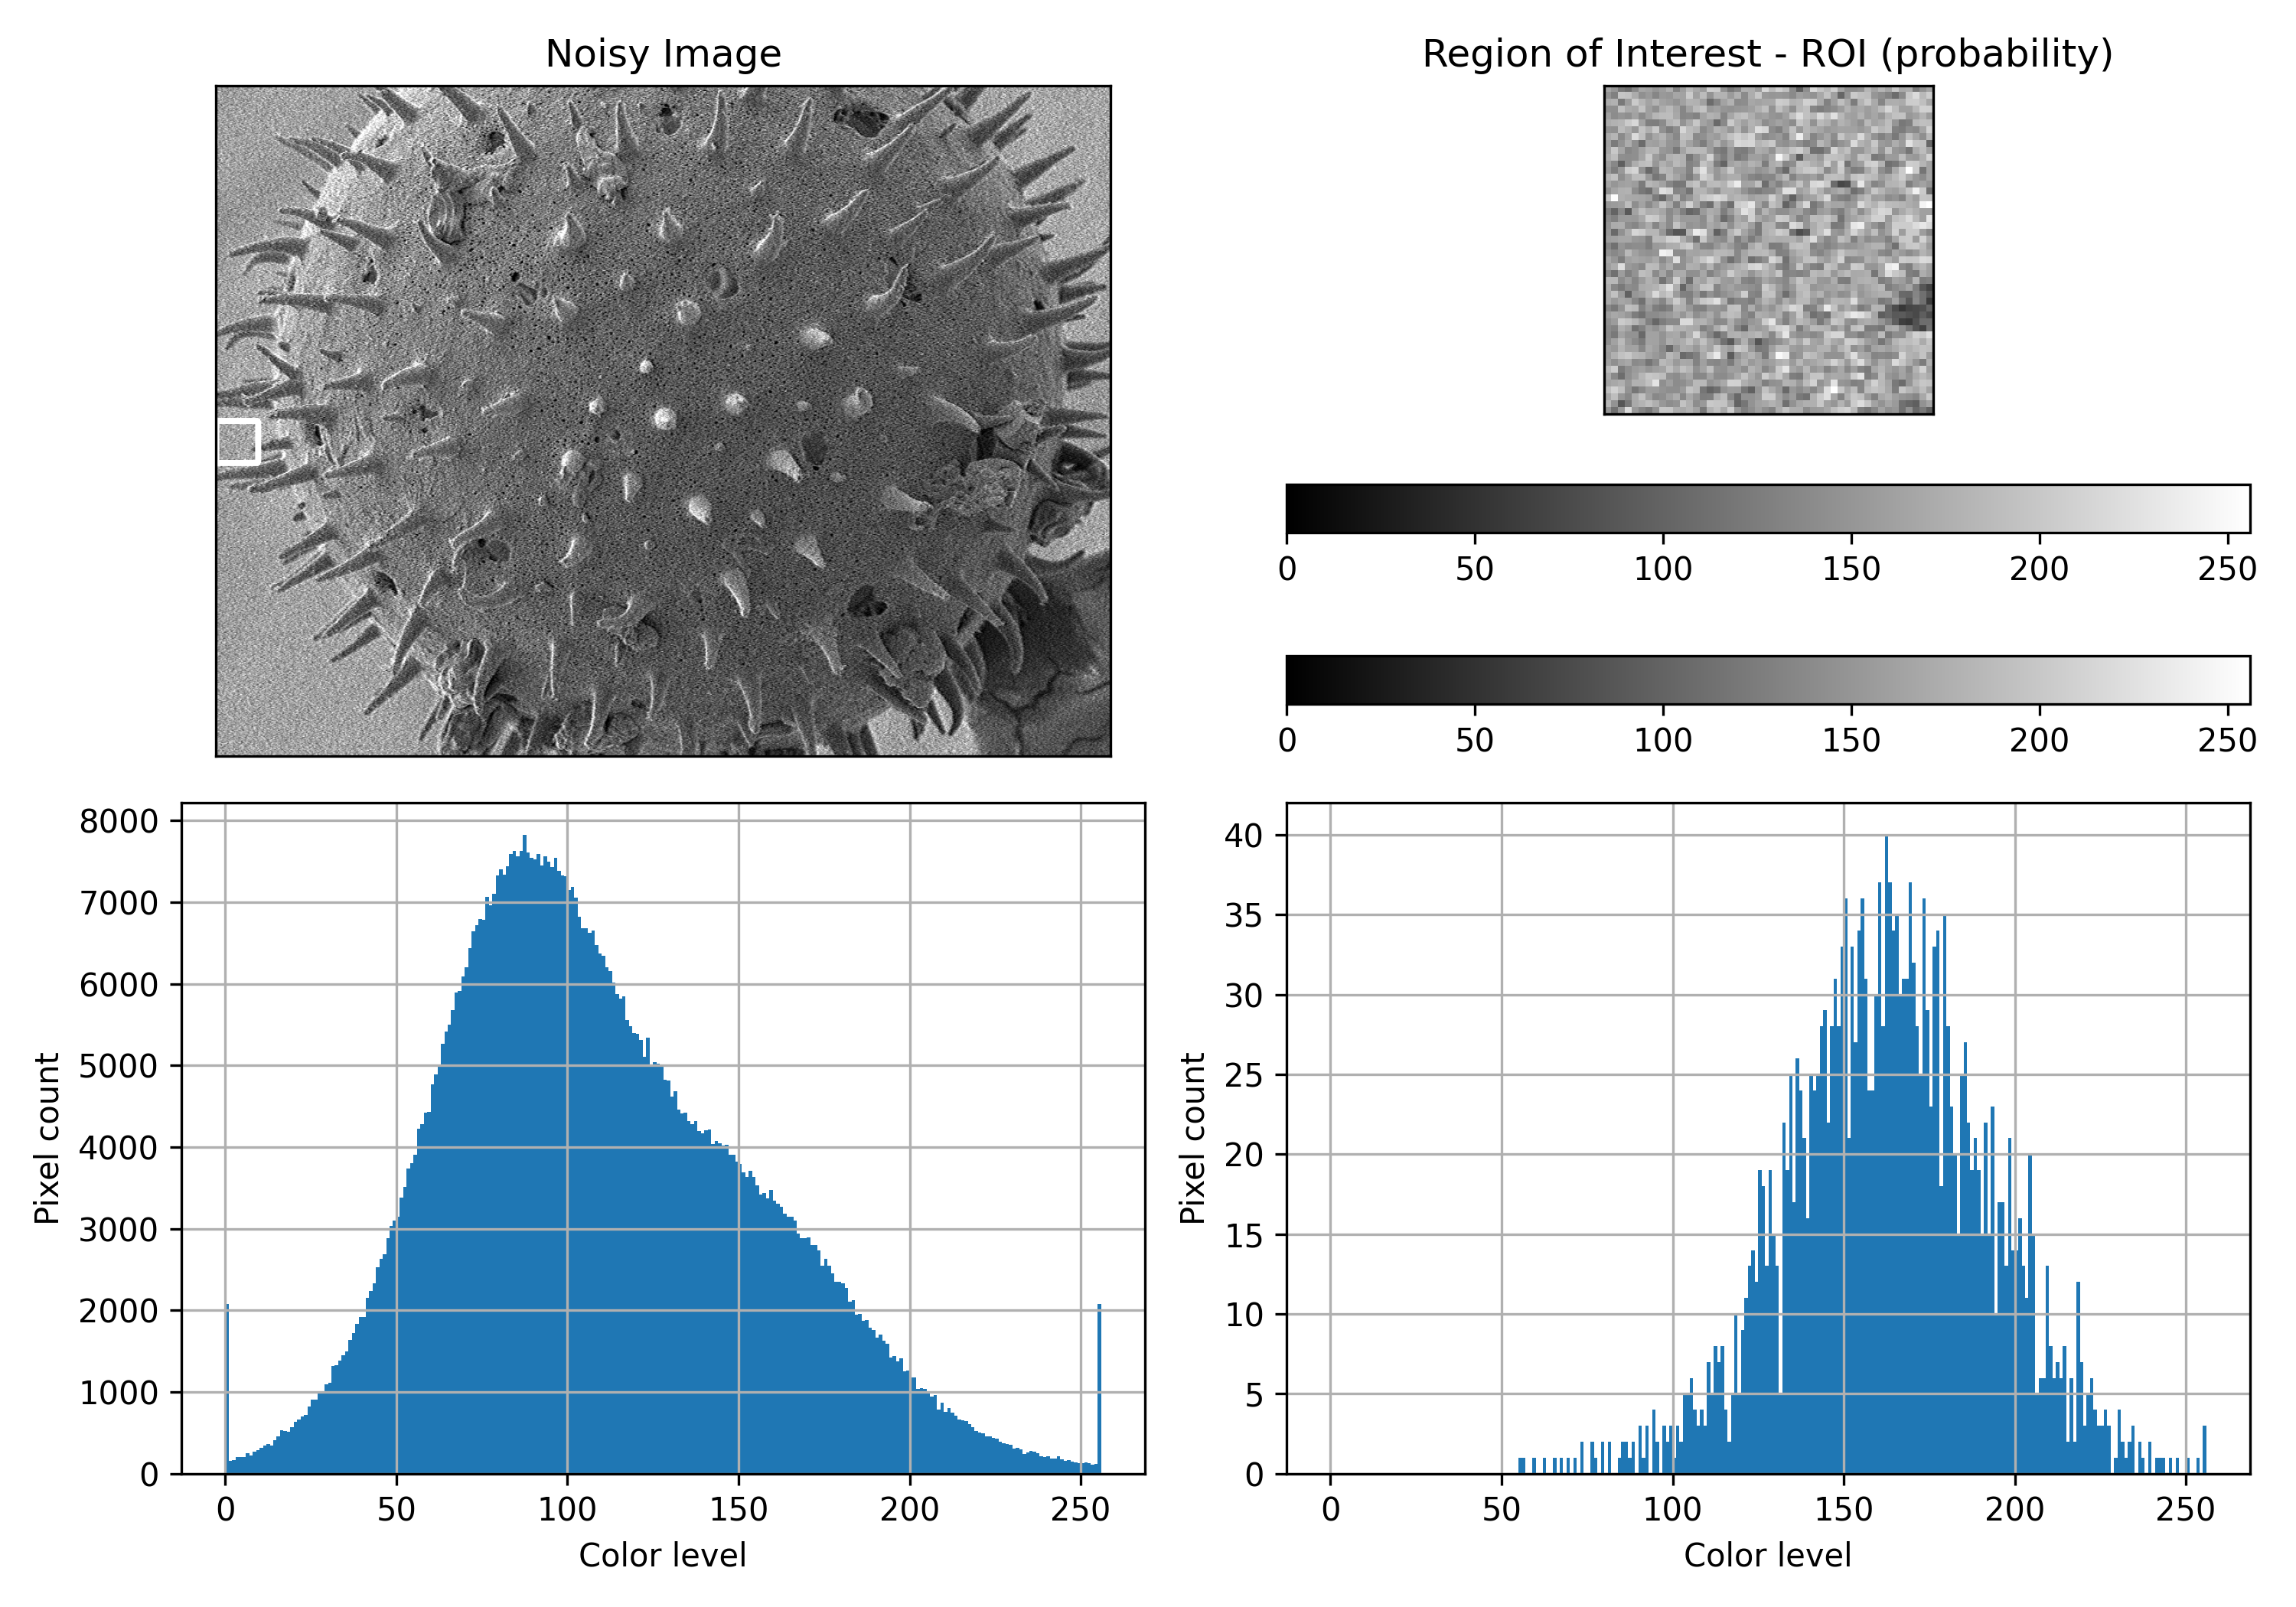 Noisy Image
Region of Interest - ROI (probability)
0 50 100 150 200 250
0 50 100 150 200 250
8000
7000
6000
5000
4000
3000
2000
1000
0
Pixel count
0 50 100 150 200 250
Color level
40
35
30
25
20
15
10
5
0
Pixel count
0 50 100 150 200 250
Color level